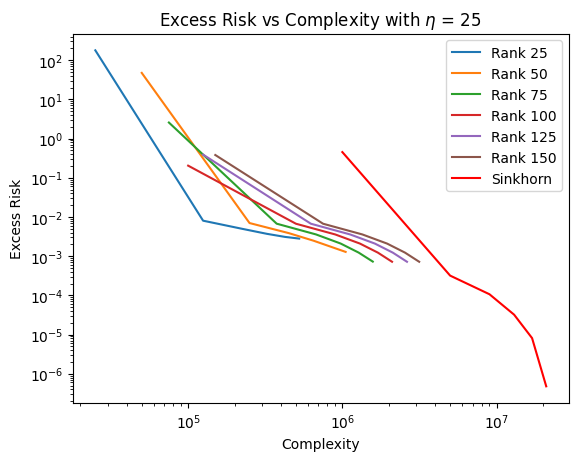 Excess Risk vs Complexity with η = 25
Excess Risk
10²
10¹
10⁰
10⁻¹
10⁻²
10⁻³
10⁻⁴
10⁻⁵
10⁻⁶
Rank 25
Rank 50
Rank 75
Rank 100
Rank 125
Rank 150
Sinkhorn
10⁵
10⁶
10⁷
Complexity